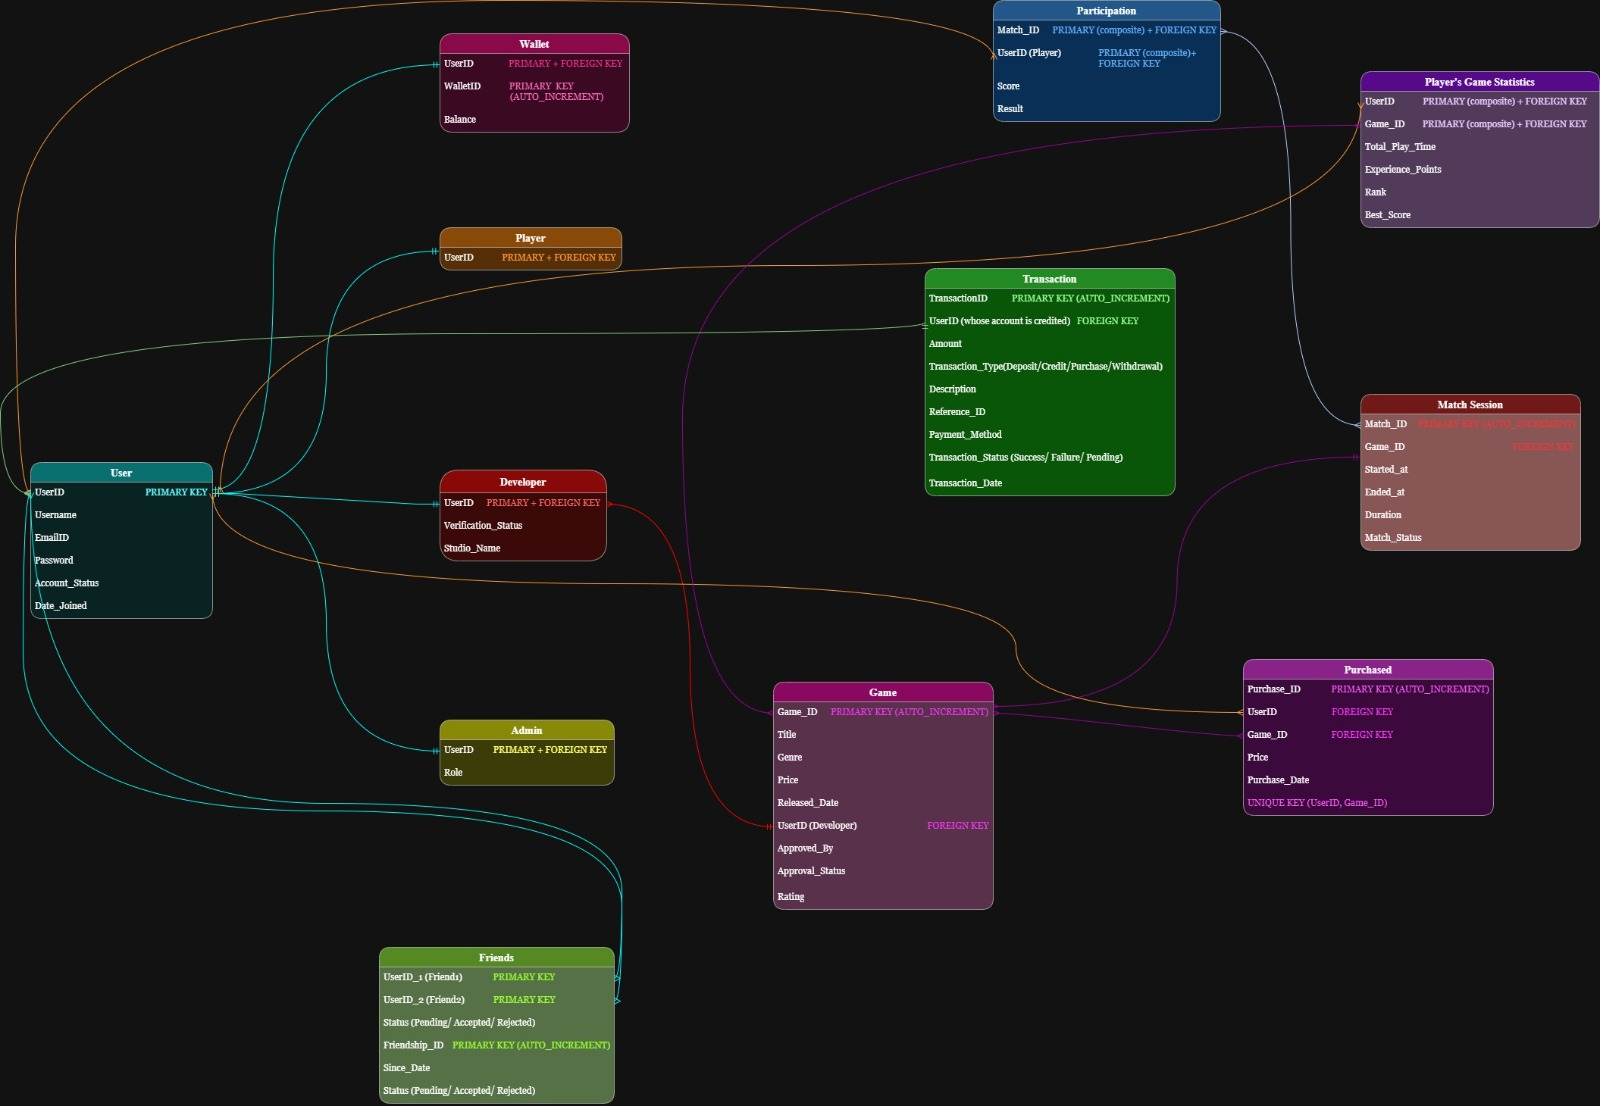 Participation
Match_ID PRIMARY (composite) + FOREIGN KEY
UserID (Player) PRIMARY (composite)+
FOREIGN KEY
Score
Result
Wallet
UserID PRIMARY + FOREIGN KEY
WalletID PRIMARY KEY
(AUTO_INCREMENT)
Balance
Player's Game Statistics
UserID PRIMARY (composite) + FOREIGN KEY
Game_ID PRIMARY (composite) + FOREIGN KEY
Total_Play_Time
Experience_Points
Rank
Best_Score
Player
UserID PRIMARY + FOREIGN KEY
Transaction
TransactionID PRIMARY KEY (AUTO_INCREMENT)
UserID (whose account is credited) FOREIGN KEY
Amount
Transaction_Type(Deposit/Credit/Purchase/Withdrawal)
Description
Reference_ID
Payment_Method
Transaction_Status (Success/ Failure/ Pending)
Transaction_Date
Match Session
Match_ID PRIMARY KEY (AUTO_INCREMENT)
Game_ID FOREIGN KEY
Started_at
Ended_at
Duration
Match_Status
User
UserID PRIMARY KEY
Username
EmailID
Password
Account_Status
Date_Joined
Developer
UserID PRIMARY + FOREIGN KEY
Verification_Status
Studio_Name
Admin
UserID PRIMARY + FOREIGN KEY
Role
Game
Game_ID PRIMARY KEY (AUTO_INCREMENT)
Title
Genre
Price
Released_Date
UserID (Developer) FOREIGN KEY
Approved_By
Approval_Status
Rating
Purchased
Purchase_ID PRIMARY KEY (AUTO_INCREMENT)
UserID FOREIGN KEY
Game_ID FOREIGN KEY
Price
Purchase_Date
UNIQUE KEY (UserID, Game_ID)
Friends
UserID_1 (Friend1) PRIMARY KEY
UserID_2 (Friend2) PRIMARY KEY
Status (Pending/ Accepted/ Rejected)
Friendship_ID PRIMARY KEY (AUTO_INCREMENT)
Since_Date
Status (Pending/ Accepted/ Rejected)